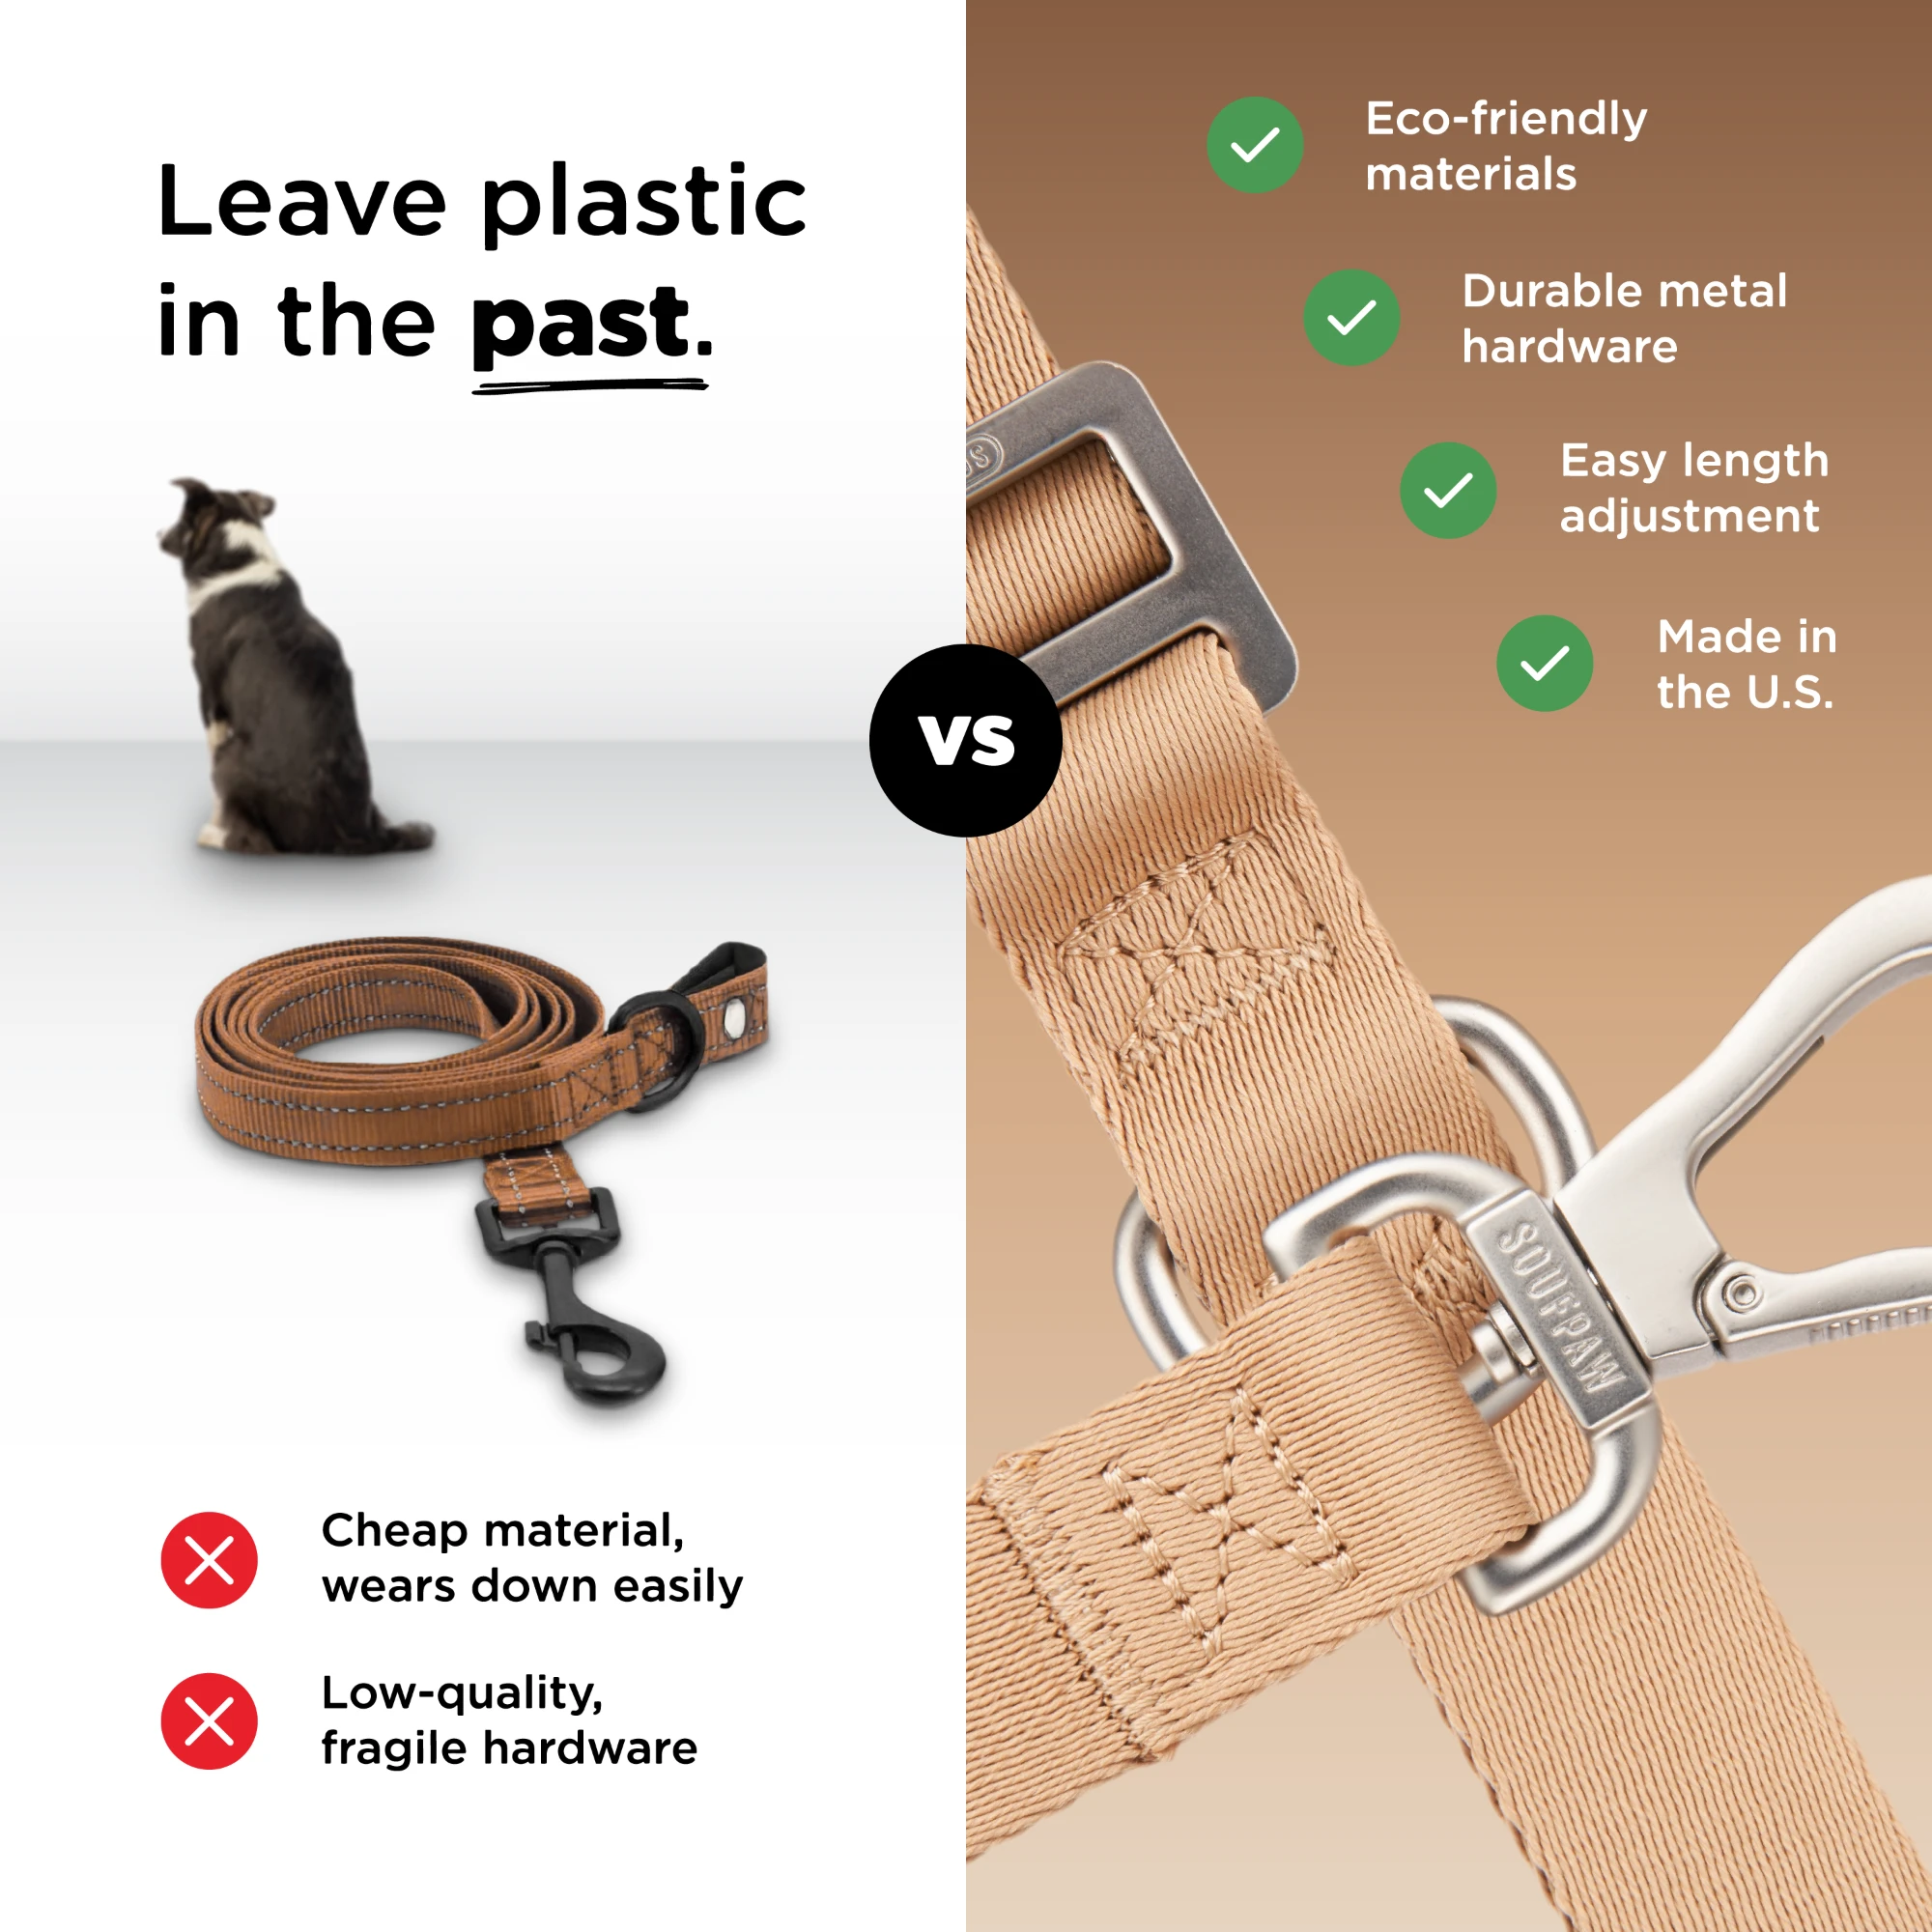 Leave plastic
in the past.
Cheap material,
wears down easily
Low-quality,
fragile hardware
vs
Eco-friendly
materials
Durable metal
hardware
Easy length
adjustment
Made in
the U.S.
SOUFPAW